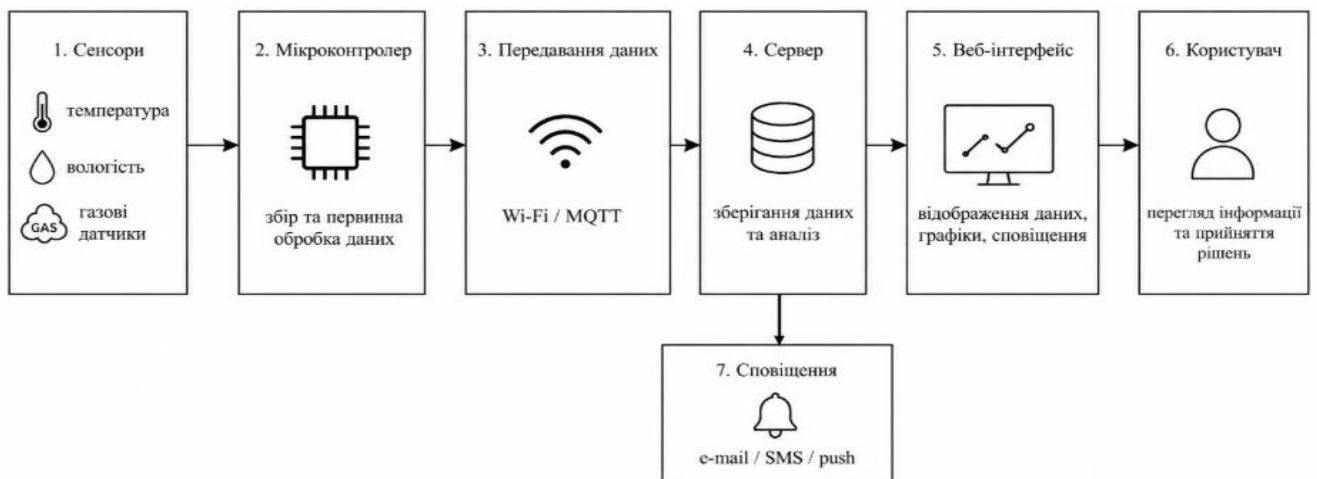 1. Сенсори
температура
вологість
GAS
газові
датчики
2. Мікроконтролер
збір та первинна
обробка даних
3. Передавання даних
Wi-Fi / MQTT
4. Сервер
зберігання даних
та аналіз
5. Веб-інтерфейс
відображення даних,
графіки, сповіщення
6. Користувач
перегляд інформації
та прийняття
рішень
7. Сповіщення
e-mail / SMS / push